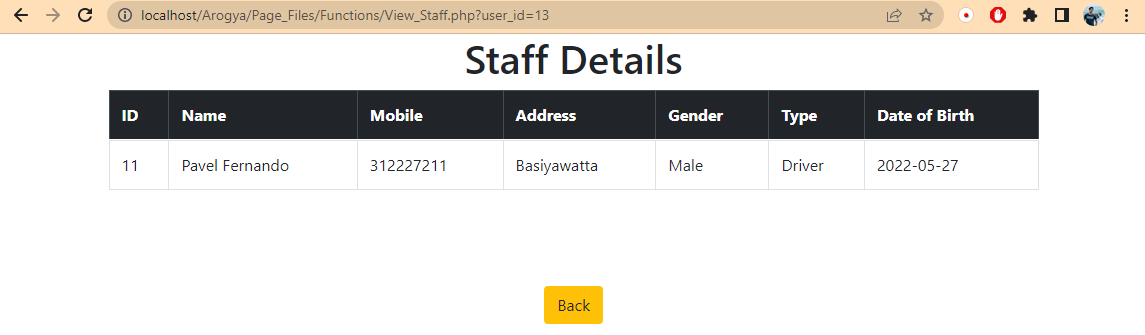 localhost/Arogya/Page_Files/Functions/View_Staff.php?user_id=13
Staff Details
ID Name Mobile Address Gender Type Date of Birth
11 Pavel Fernando 312227211 Basiyawatta Male Driver 2022-05-27
Back